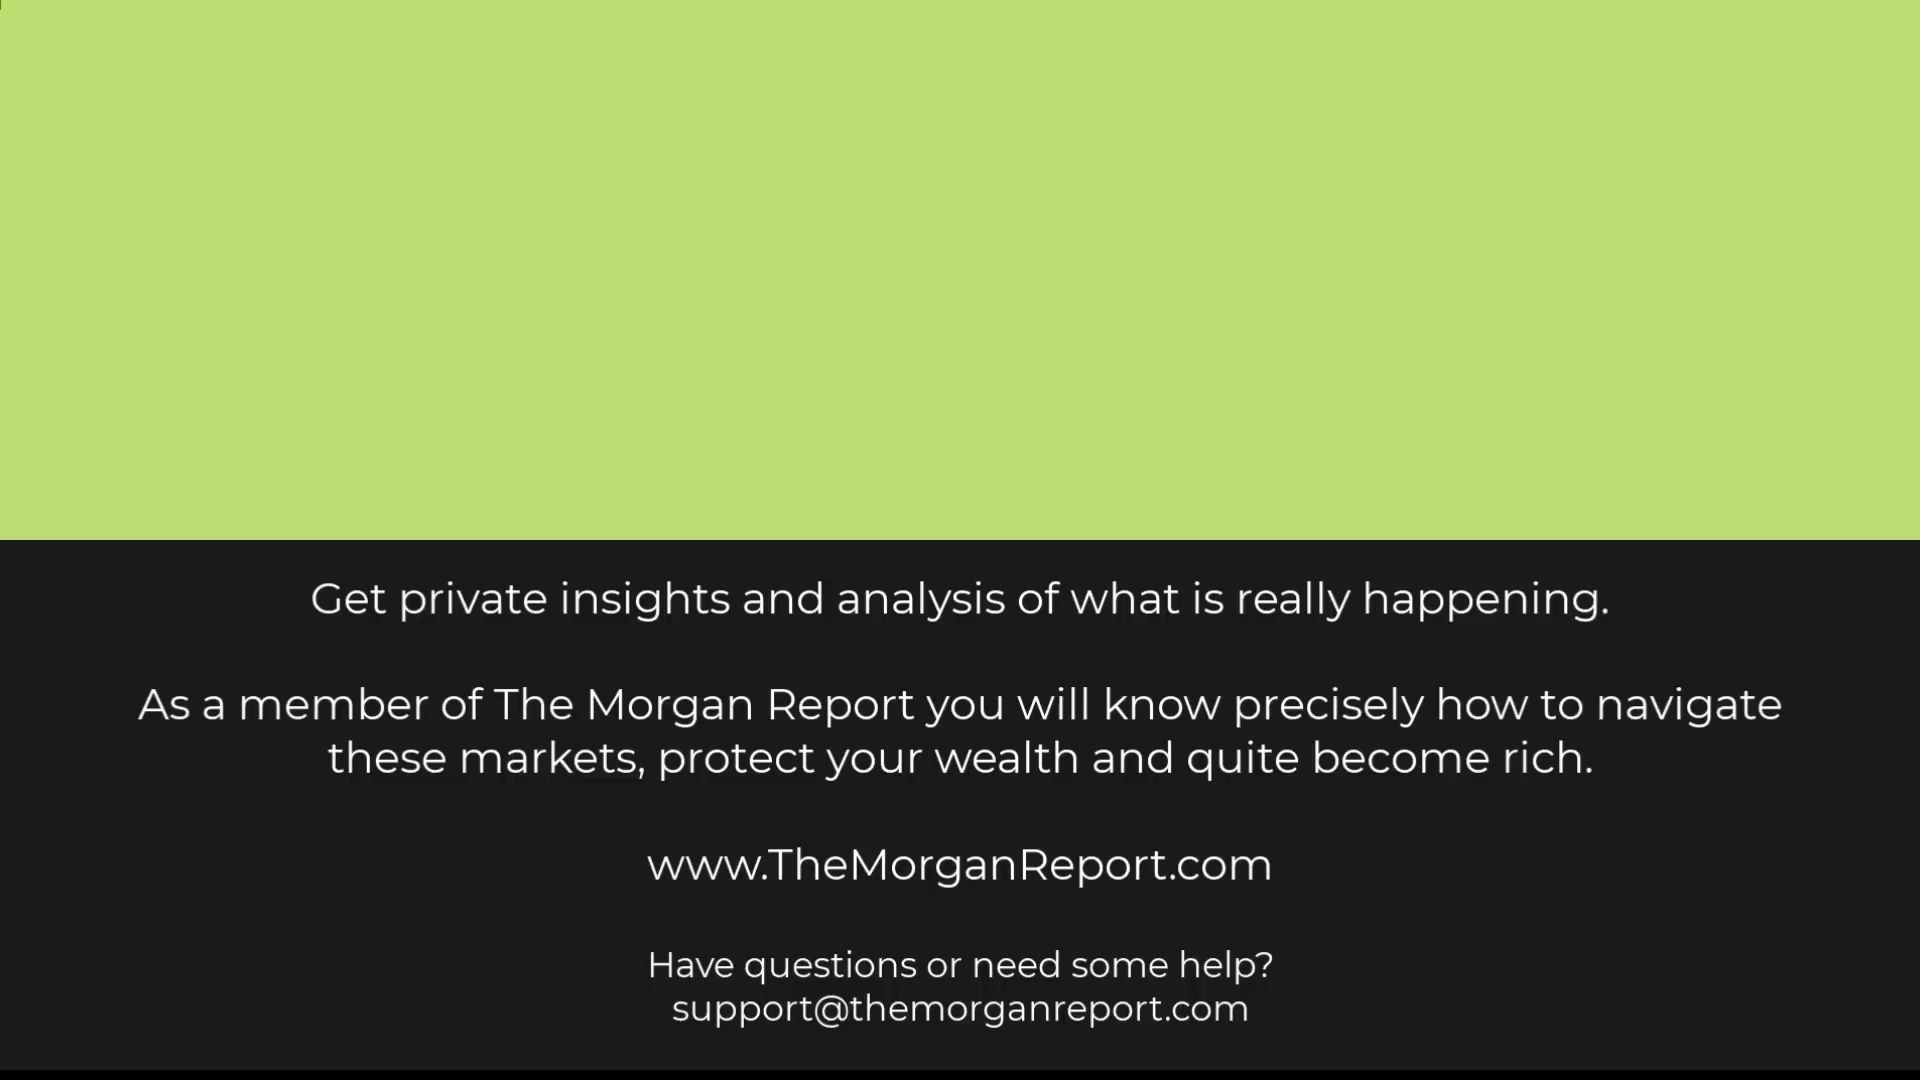 Get private insights and analysis of what is really happening.
As a member of The Morgan Report you will know precisely how to navigate
these markets, protect your wealth and quite become rich.
www.TheMorganReport.com
Have questions or need some help?
support@themorganreport.com